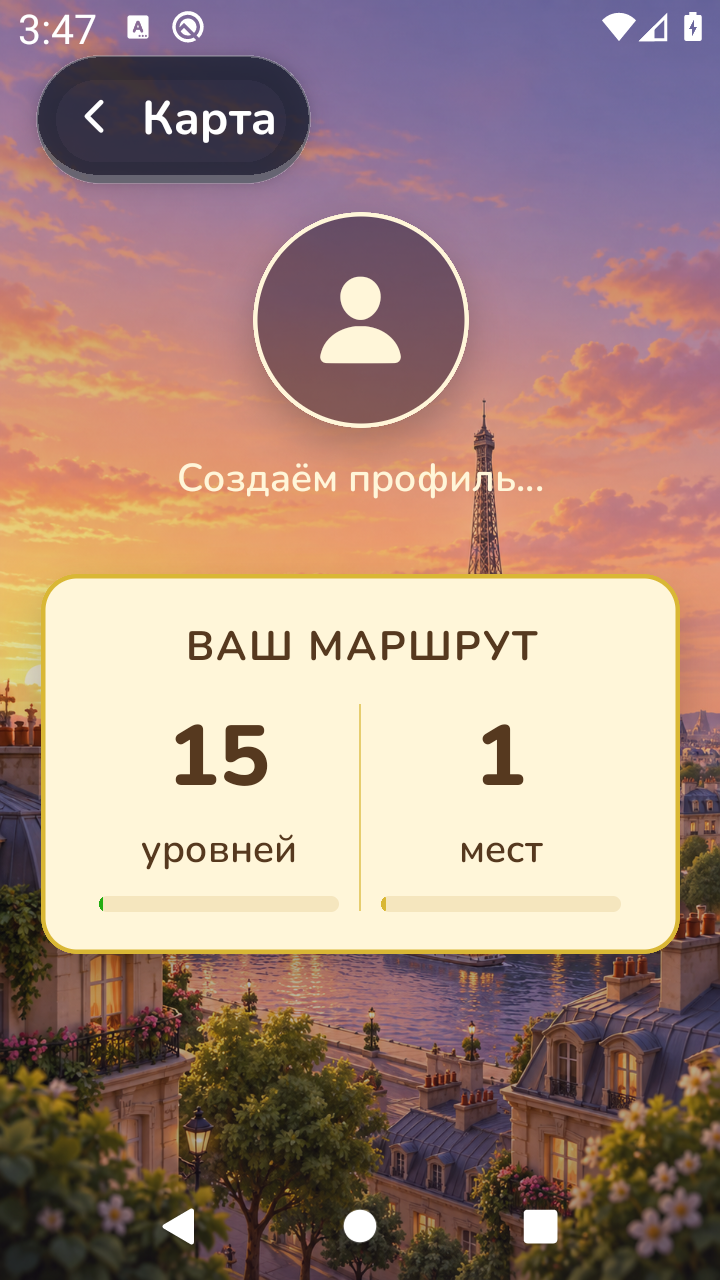 3:47
Карта
Создаём профиль...
ВАШ МАРШРУТ
15 1
уровней мест